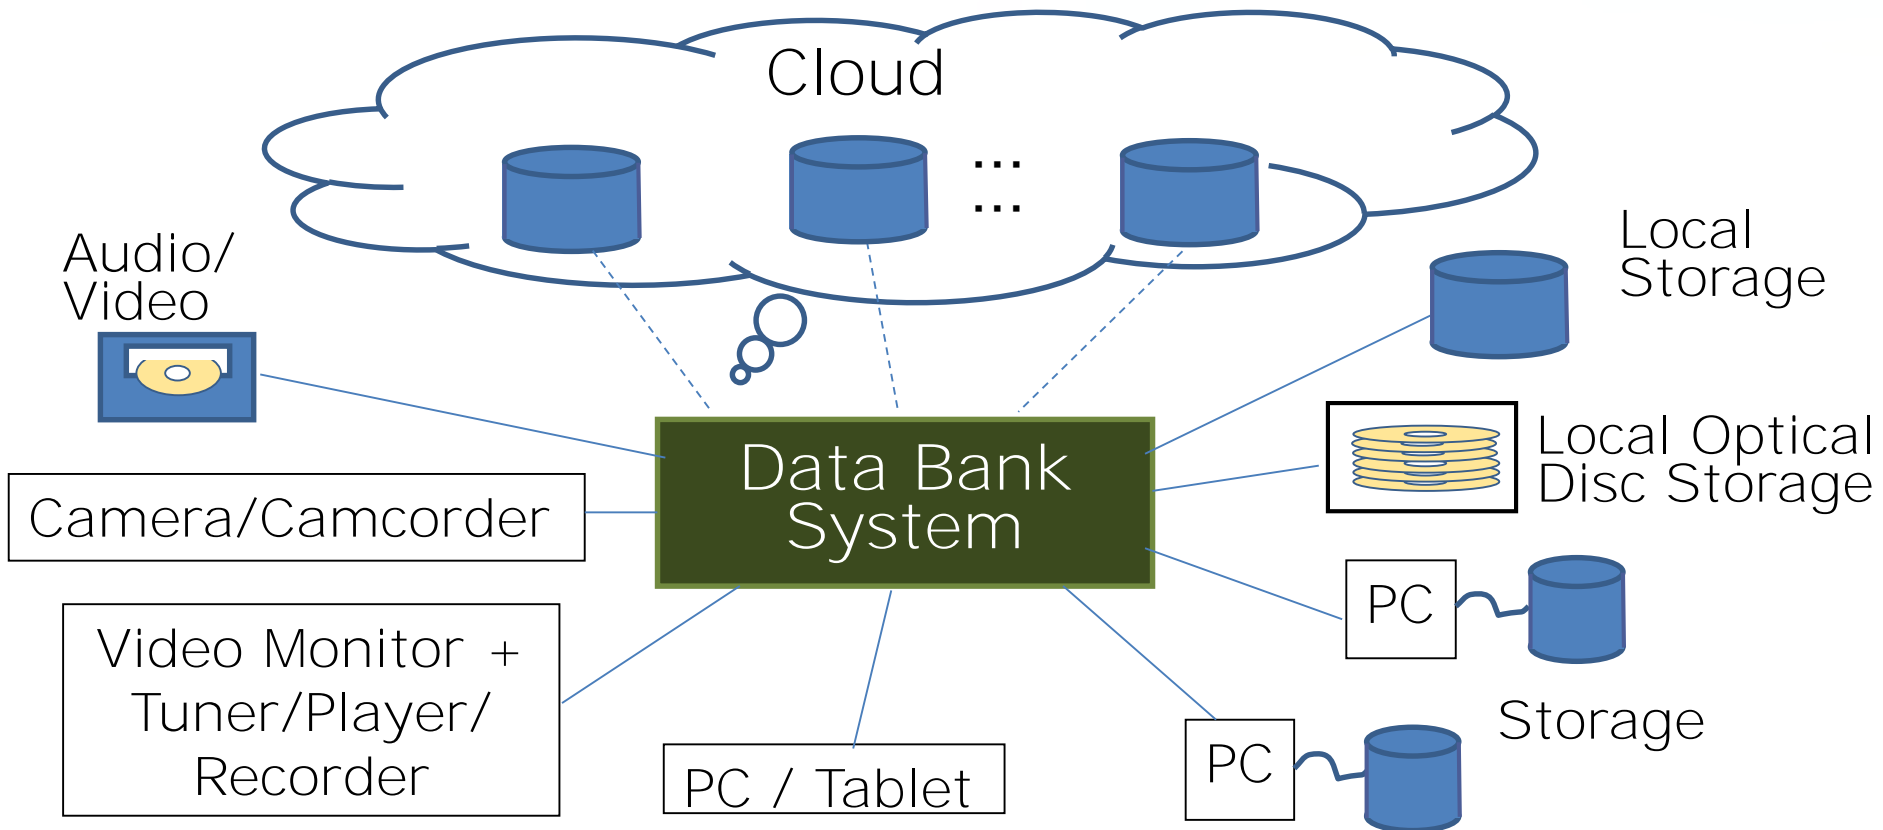 Cloud
...
...
Audio/
Video
Local
Storage
Data Bank
System
Local Optical
Disc Storage
Camera/Camcorder
PC
Video Monitor +
Tuner/Player/
Recorder
Storage
PC
PC / Tablet